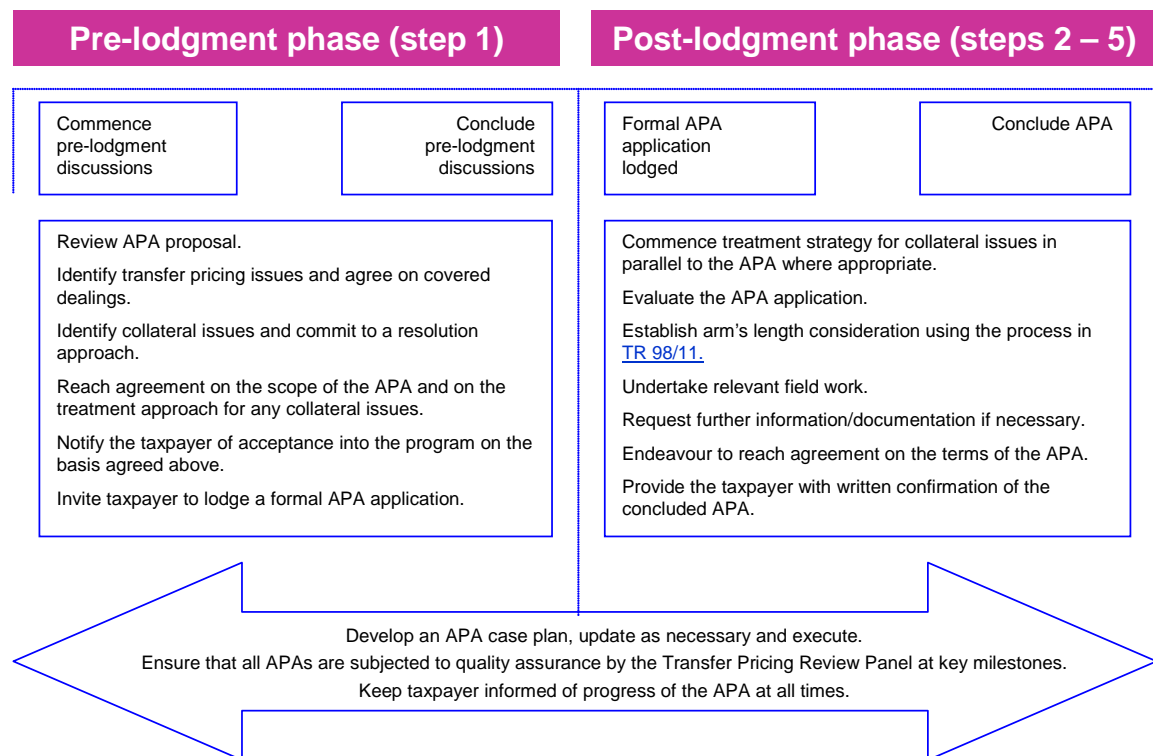 Pre-lodgment phase (step 1)
Post-lodgment phase (steps 2 – 5)
Commence
pre-lodgment
discussions
Conclude
pre-lodgment
discussions
Formal APA
application
lodged
Conclude APA
Review APA proposal.
Identify transfer pricing issues and agree on covered
dealings.
Identify collateral issues and commit to a resolution
approach.
Reach agreement on the scope of the APA and on the
treatment approach for any collateral issues.
Notify the taxpayer of acceptance into the program on the
basis agreed above.
Invite taxpayer to lodge a formal APA application.
Commence treatment strategy for collateral issues in
parallel to the APA where appropriate.
Evaluate the APA application.
Establish arm’s length consideration using the process in
TR 98/11.
Undertake relevant field work.
Request further information/documentation if necessary.
Endeavour to reach agreement on the terms of the APA.
Provide the taxpayer with written confirmation of the
concluded APA.
Develop an APA case plan, update as necessary and execute.
Ensure that all APAs are subjected to quality assurance by the Transfer Pricing Review Panel at key milestones.
Keep taxpayer informed of progress of the APA at all times.